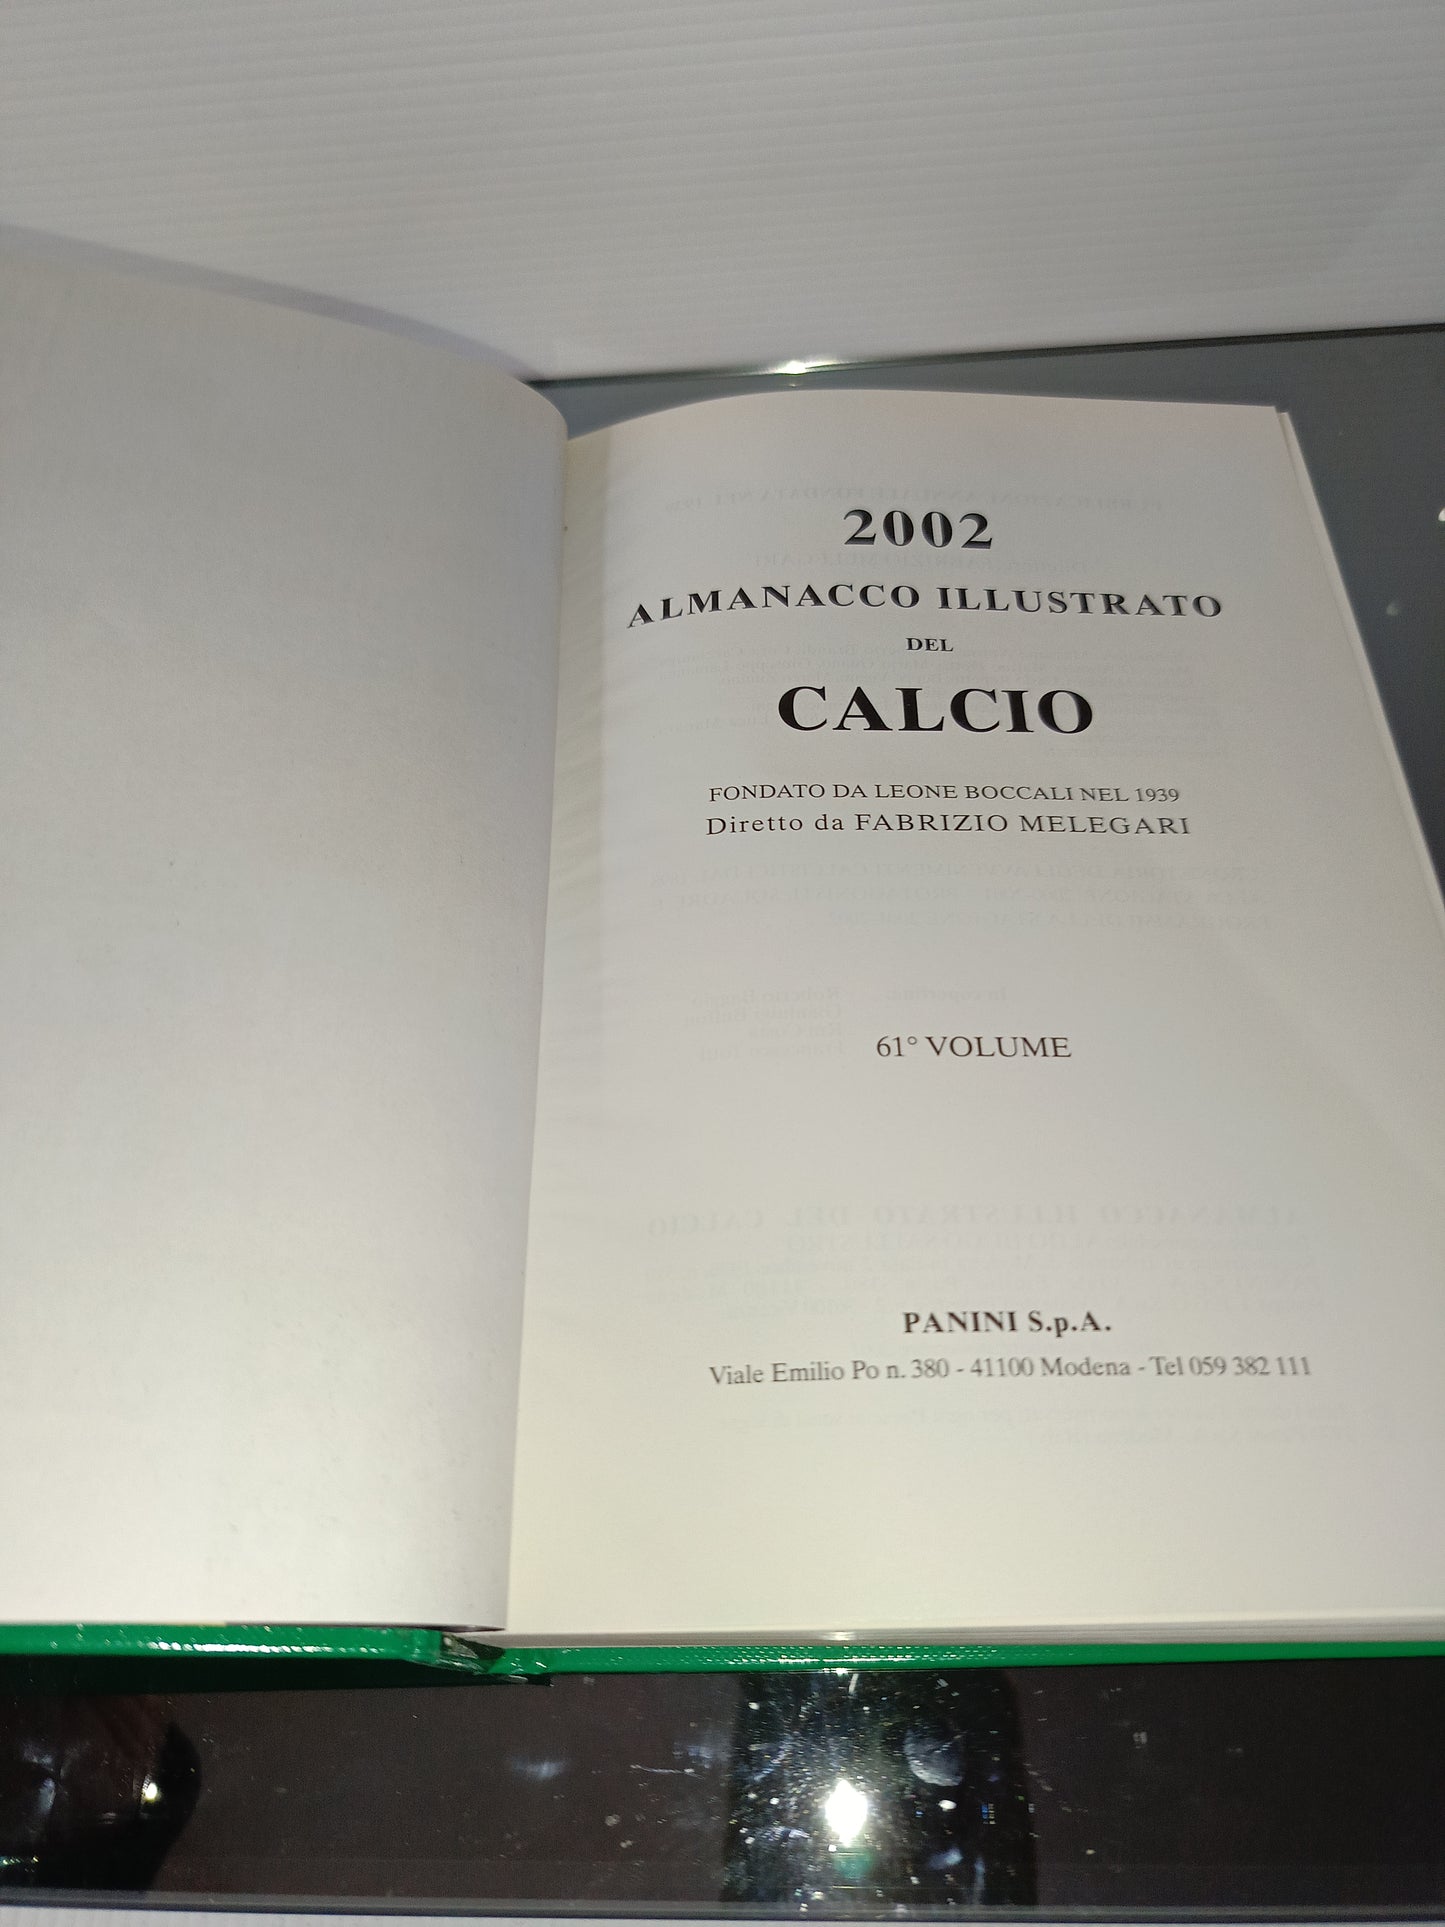 2002
ALMANACCO ILLUSTRATO
DEL
CALCIO
FONDATO DA LEONE BOCCALI NEL 1939
Diretto da FABRIZIO MELEGARI
61° VOLUME
PANINI S.p.A.
Viale Emilio Po n. 380 - 41100 Modena - Tel 059 382 111